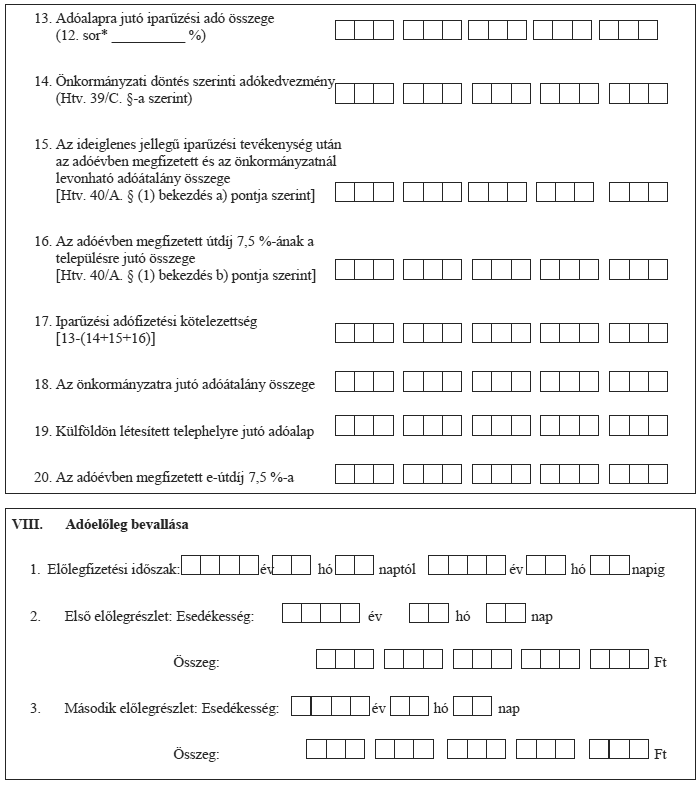 13. Adóalapra jutó iparűzési adó összege
(12. sor* __________ %)
14. Önkormányzati döntés szerinti adókedvezmény
(Htv. 39/C. §-a szerint)
15. Az ideiglenes jellegű iparűzési tevékenység után
az adóévben megfizetett és az önkormányzatnál
levonható adóátalány összege
[Htv. 40/A. § (1) bekezdés a) pontja szerint]
16. Az adóévben megfizetett útdíj 7,5 %-ának a
településre jutó összege
[Htv. 40/A. § (1) bekezdés b) pontja szerint]
17. Iparűzési adófizetési kötelezettség
[13-(14+15+16)]
18. Az önkormányzatra jutó adóátalány összege
19. Külföldön létesített telephelyre jutó adóalap
20. Az adóévben megfizetett e-útdíj 7,5 %-a
VIII. Adóelőleg bevallása
1. Előlegfizetési időszak: év hó naptól év hó napig
2. Első előlegrészlet: Esedékesség: év hó nap
Összeg: Ft
3. Második előlegrészlet: Esedékesség: év hó nap
Összeg: Ft